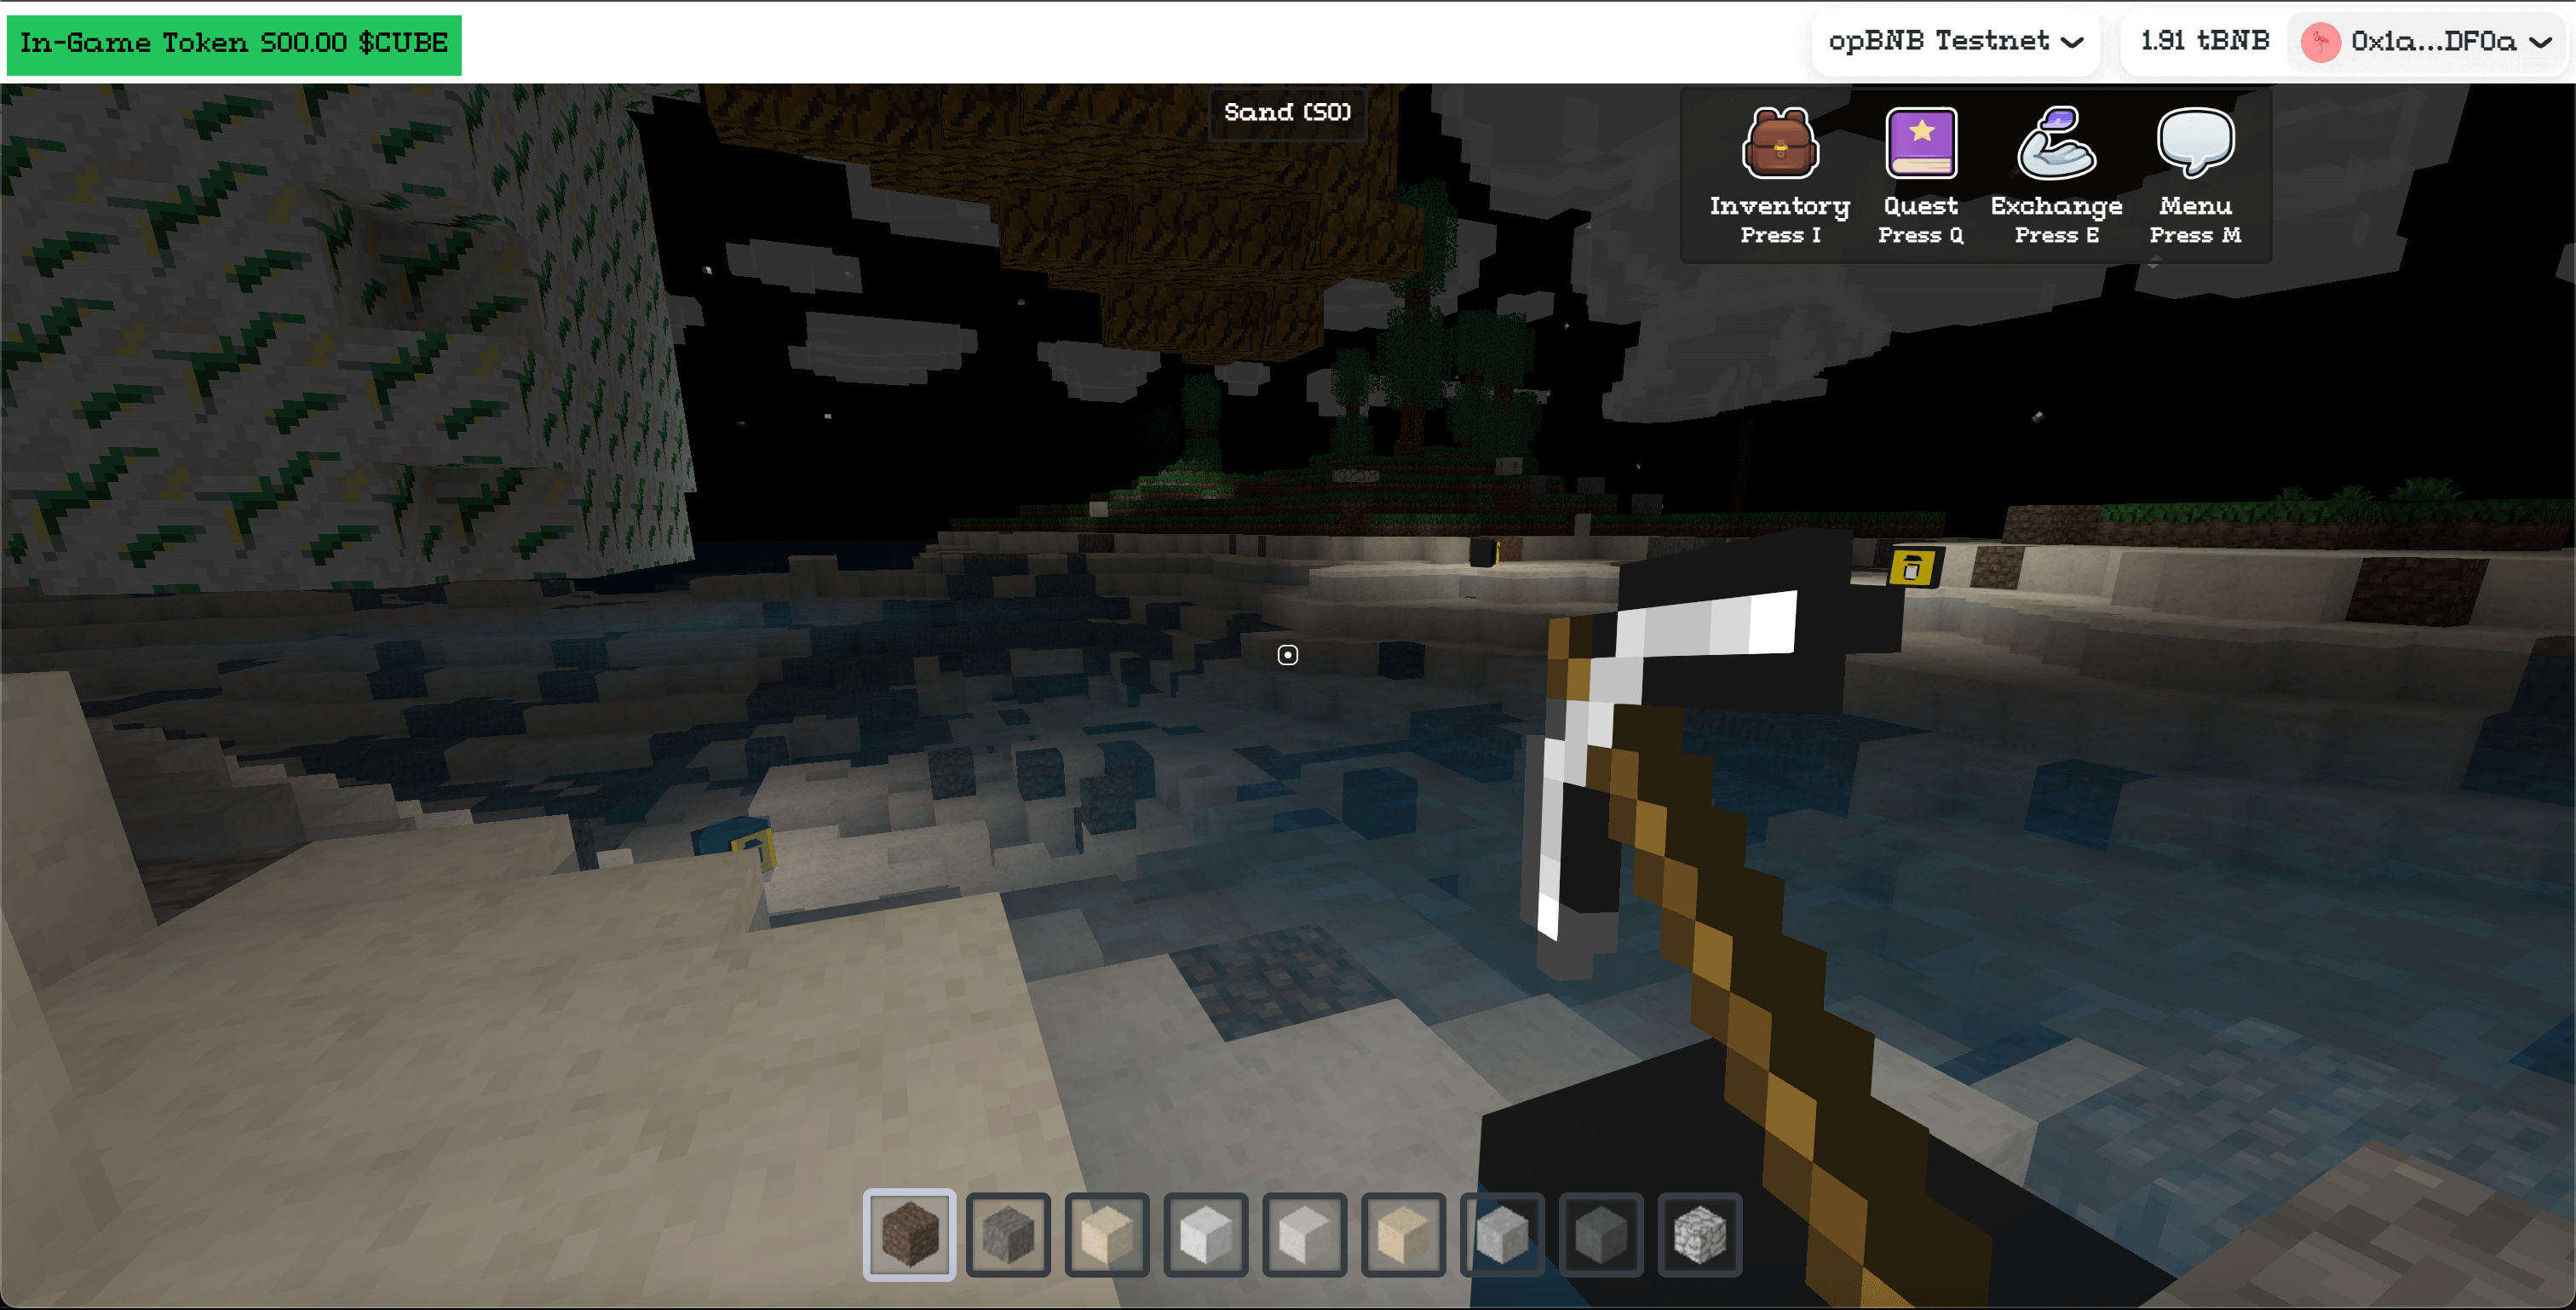 In-Game Token 500.00 $CUBE
opBNB Testnet
1.91 tBNB
0x1a...DF0a
Sand (50)
Inventory
Press I
Quest
Press Q
Exchange
Press E
Menu
Press M